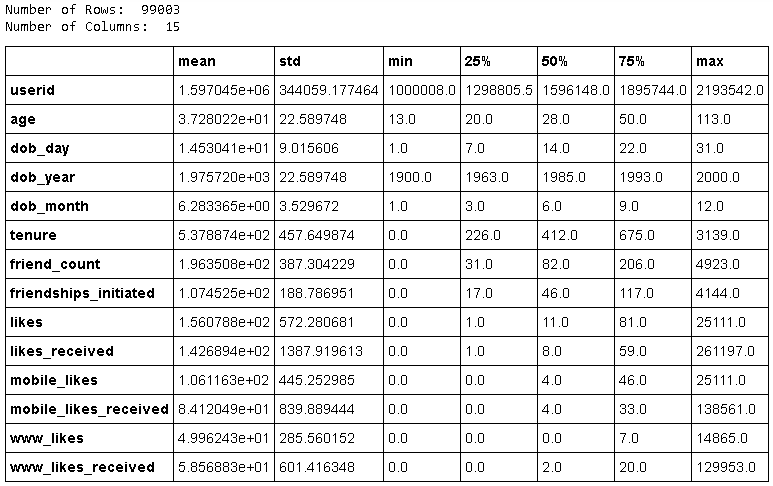 Number of Rows:  99003
Number of Columns:  15
mean std min 25% 50% 75% max
userid 1.597045e+06 344059.177464 1000008.0 1298805.5 1596148.0 1895744.0 2193542.0
age 3.728022e+01 22.589748 13.0 20.0 28.0 50.0 113.0
dob_day 1.453041e+01 9.015606 1.0 7.0 14.0 22.0 31.0
dob_year 1.975720e+03 22.589748 1900.0 1963.0 1985.0 1993.0 2000.0
dob_month 6.283365e+00 3.529672 1.0 3.0 6.0 9.0 12.0
tenure 5.378874e+02 457.649874 0.0 226.0 412.0 675.0 3139.0
friend_count 1.963508e+02 387.304229 0.0 31.0 82.0 206.0 4923.0
friendships_initiated 1.074525e+02 188.786951 0.0 17.0 46.0 117.0 4144.0
likes 1.560788e+02 572.280681 0.0 1.0 11.0 81.0 25111.0
likes_received 1.426894e+02 1387.919613 0.0 1.0 8.0 59.0 261197.0
mobile_likes 1.061163e+02 445.252985 0.0 0.0 4.0 46.0 25111.0
mobile_likes_received 8.412049e+01 839.889444 0.0 0.0 4.0 33.0 138561.0
www_likes 4.996243e+01 285.560152 0.0 0.0 0.0 7.0 14865.0
www_likes_received 5.856883e+01 601.416348 0.0 0.0 2.0 20.0 129953.0